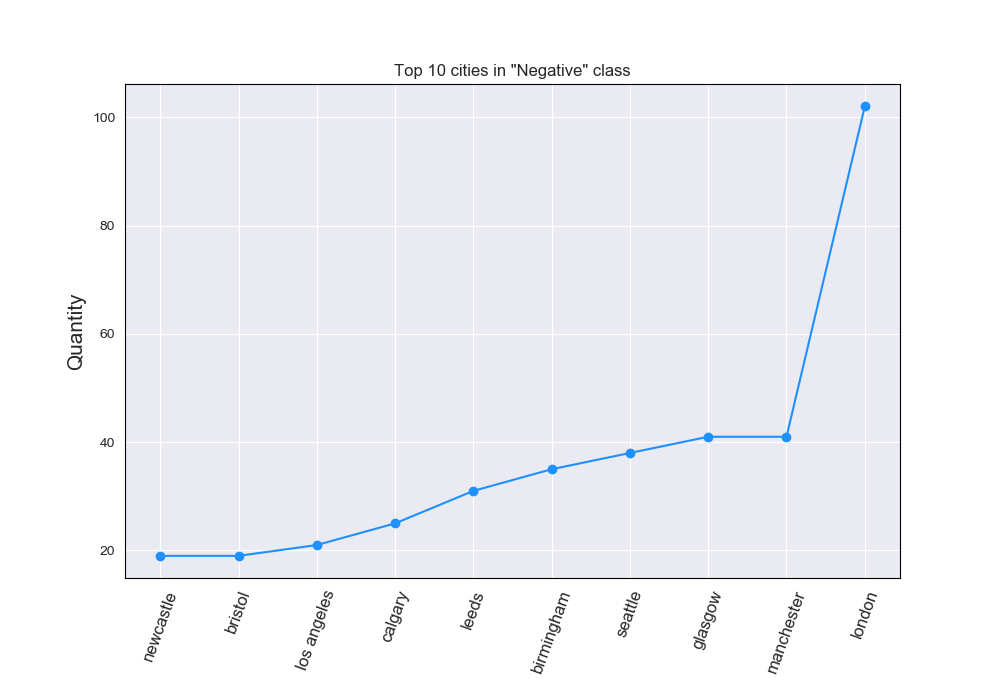 Top 10 cities in "Negative" class
Quantity
100
80
60
40
20
newcastle
bristol
los angeles
calgary
leeds
birmingham
seattle
glasgow
manchester
london